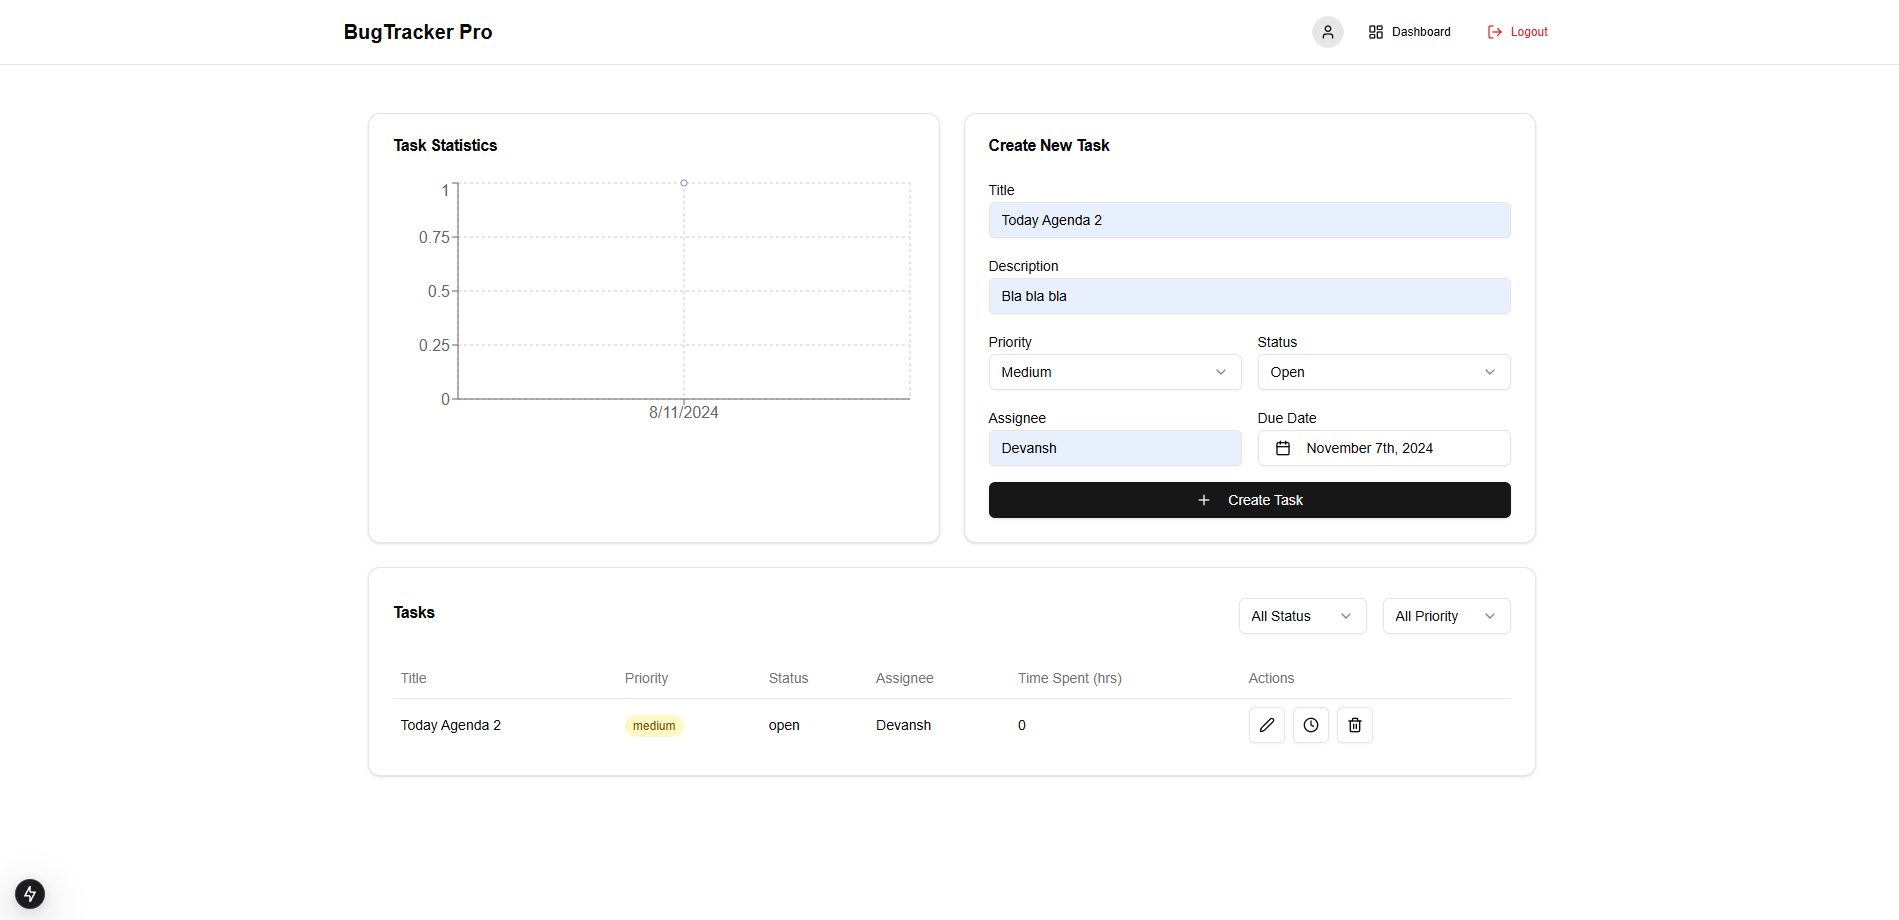 BugTracker Pro
Dashboard
Logout
Task Statistics
1
0.75
0.5
0.25
0
8/11/2024
Create New Task
Title
Today Agenda 2
Description
Bla bla bla
Priority
Status
Medium
Open
Assignee
Due Date
Devansh
November 7th, 2024
Create Task
Tasks
All Status
All Priority
Title Priority Status Assignee Time Spent (hrs) Actions
Today Agenda 2 medium open Devansh 0